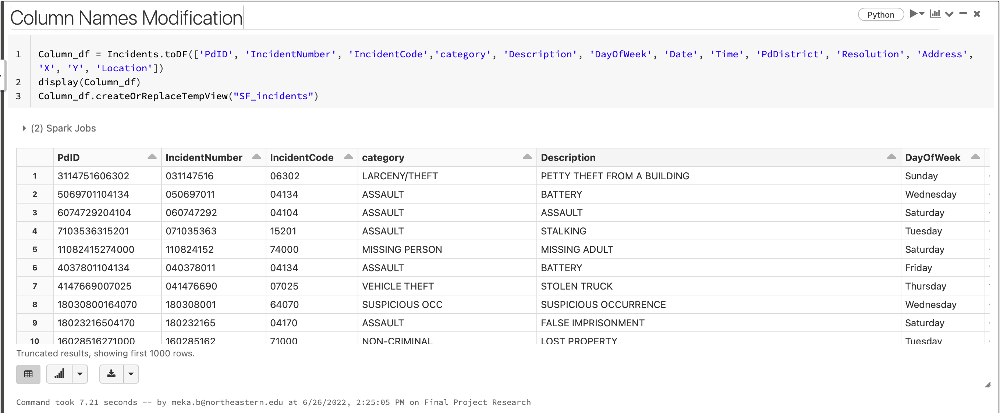 Column Names Modification
Python
1 Column_df = Incidents.toDF(['PdID', 'IncidentNumber', 'IncidentCode','category', 'Description', 'DayOfWeek', 'Date', 'Time', 'PdDistrict', 'Resolution', 'Address',
'X', 'Y', 'Location'])
2 display(Column_df)
3 Column_df.createOrReplaceTempView("SF_incidents")
(2) Spark Jobs
PdID IncidentNumber IncidentCode category Description DayOfWeek
1 3114751606302 031147516 06302 LARCENY/THEFT PETTY THEFT FROM A BUILDING Sunday
2 5069701104134 050697011 04134 ASSAULT BATTERY Wednesday
3 6074729204104 060747292 04104 ASSAULT ASSAULT Saturday
4 7103536315201 071035363 15201 ASSAULT STALKING Tuesday
5 11082415274000 110824152 74000 MISSING PERSON MISSING ADULT Saturday
6 4037801104134 040378011 04134 ASSAULT BATTERY Friday
7 4147669007025 041476690 07025 VEHICLE THEFT STOLEN TRUCK Thursday
8 18030800164070 180308001 64070 SUSPICIOUS OCC SUSPICIOUS OCCURRENCE Wednesday
9 18023216504170 180232165 04170 ASSAULT FALSE IMPRISONMENT Saturday
10 16028516271000 160285162 71000 NON-CRIMINAL LOST PROPERTY Tuesday
Truncated results, showing first 1000 rows.
Command took 7.21 seconds -- by meka.b@northeastern.edu at 6/26/2022, 2:25:05 PM on Final Project Research